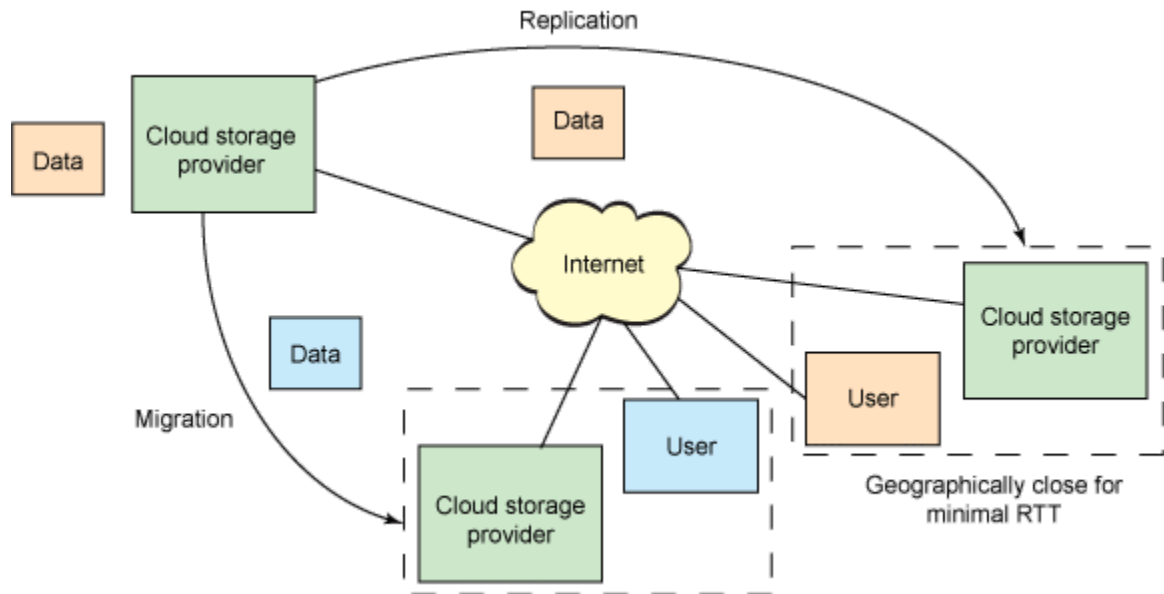 Replication
Cloud storage
provider
Data
Data
Internet
Cloud storage
provider
Data
User
Migration
User
Geographically close for
minimal RTT
Cloud storage
provider